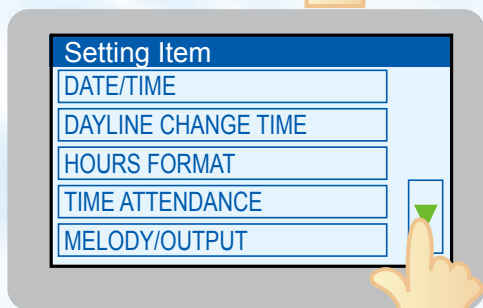 Setting Item
DATE/TIME
DAYLINE CHANGE TIME
HOURS FORMAT
TIME ATTENDANCE
MELODY/OUTPUT